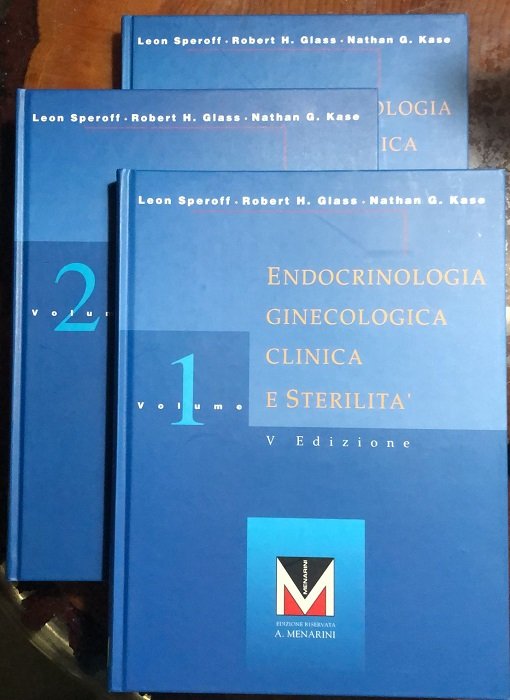 Leon Speroff · Robert H. Glass · Nathan G. Kase
OLOGIA
ICA
Leon Speroff · Robert H. Glass · Nathan G. Kase
2
Volum
Leon Speroff · Robert H. Glass · Nathan G. Kase
ENDOCRINOLOGIA
GINECOLOGICA
CLINICA
E STERILITA'
1
Volume
V Edizione
MENARINI
M
EDIZIONE RISERVATA
A. MENARINI